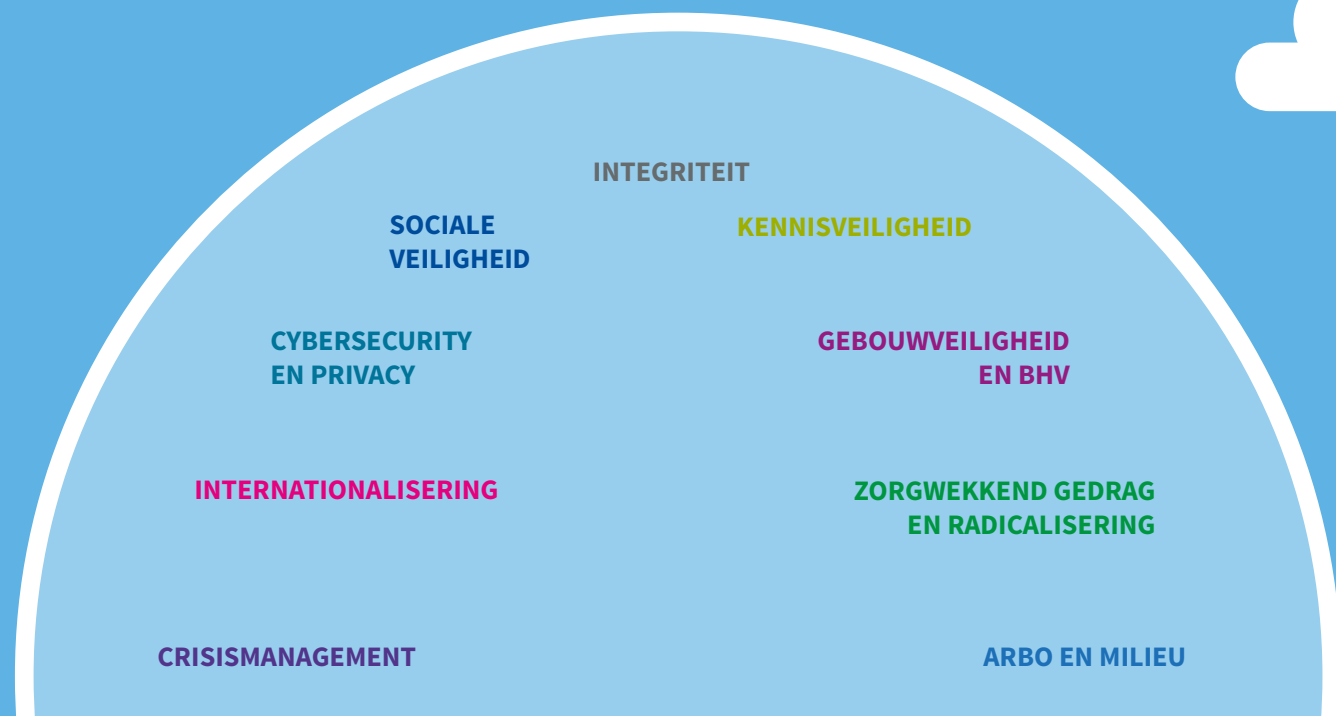 INTEGRITEIT
SOCIALE
VEILIGHEID
KENNISVEILIGHEID
CYBERSECURITY
EN PRIVACY
GEBOUWVEILIGHEID
EN BHV
INTERNATIONALISERING
ZORGWEKKEND GEDRAG
EN RADICALISERING
CRISISMANAGEMENT
ARBO EN MILIEU